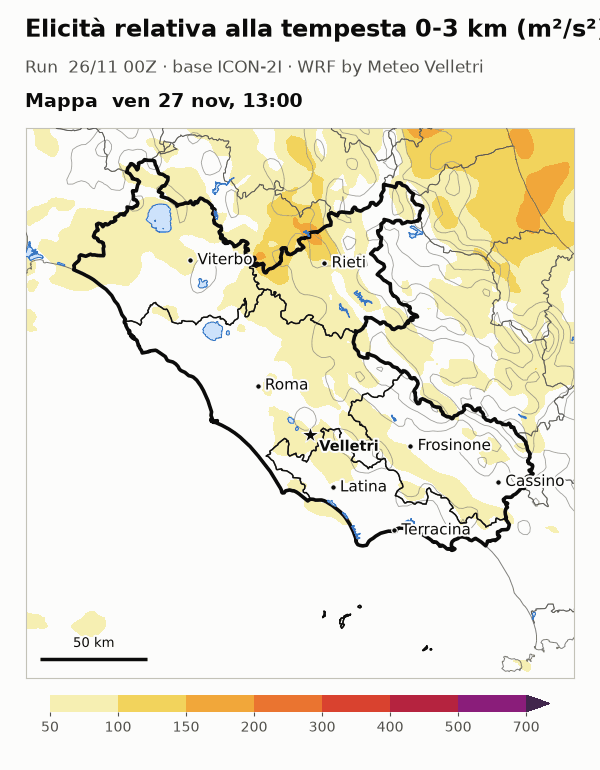 Elicità relativa alla tempesta 0-3 km (m²/s²)
Run 26/11 00Z · base ICON-2I · WRF by Meteo Velletri
Mappa ven 27 nov, 13:00
Viterbo
Rieti
Roma
Velletri
Frosinone
Cassino
Latina
Terracina
50 km
50 100 150 200 300 400 500 700